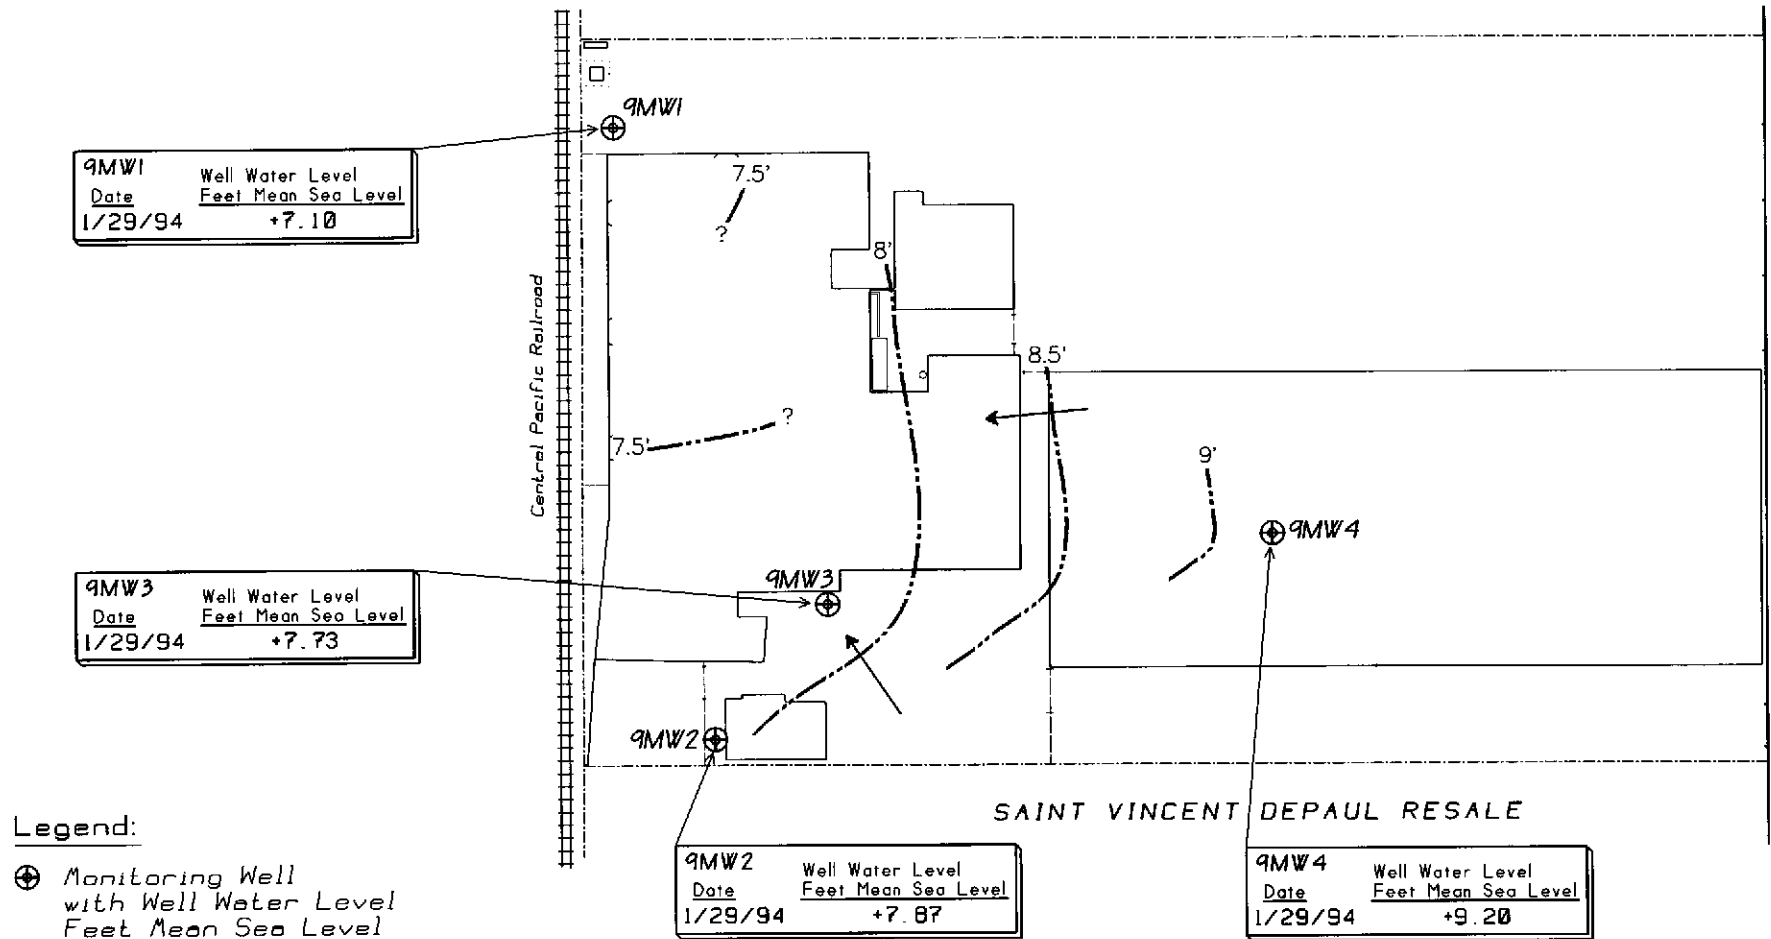 9MW1
9MW1
Well Water Level
Date
Feet Mean Sea Level
1/29/94
+7.10
7.5'
?
8'
Central Pacific Railroad
8.5'
7.5'
?
9'
9MW4
9MW3
9MW3
Well Water Level
Date
Feet Mean Sea Level
1/29/94
+7.73
9MW2
SAINT VINCENT DEPAUL RESALE
Legend:
Monitoring Well
with Well Water Level
Feet Mean Sea Level
9MW2
Well Water Level
Date
Feet Mean Sea Level
1/29/94
+7.87
9MW4
Well Water Level
Date
Feet Mean Sea Level
1/29/94
+9.20